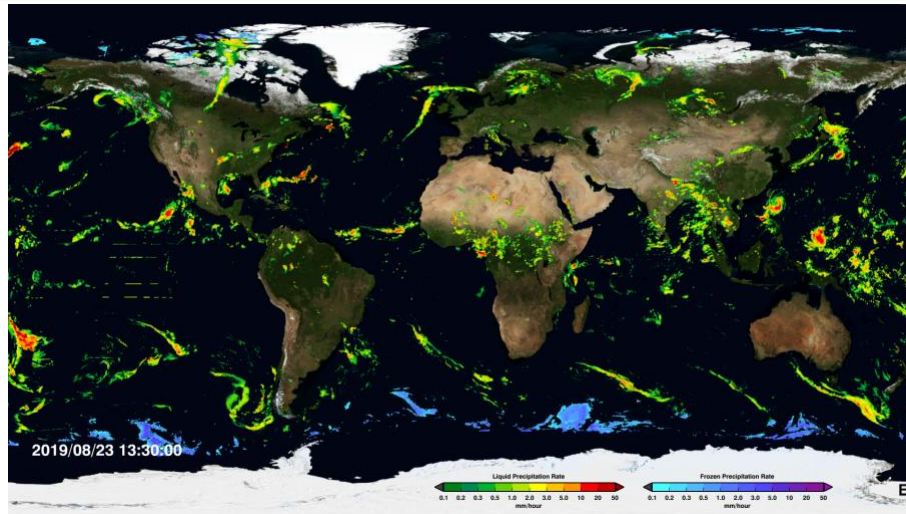 2019/08/23 13:30:00
Liquid Precipitation Rate
0.1 0.2 0.3 0.5 1.0 2.0 3.0 5.0 10 20 50
mm/hour
Frozen Precipitation Rate
0.1 0.2 0.3 0.5 1.0 2.0 3.0 5.0 10 20 50
mm/hour
E